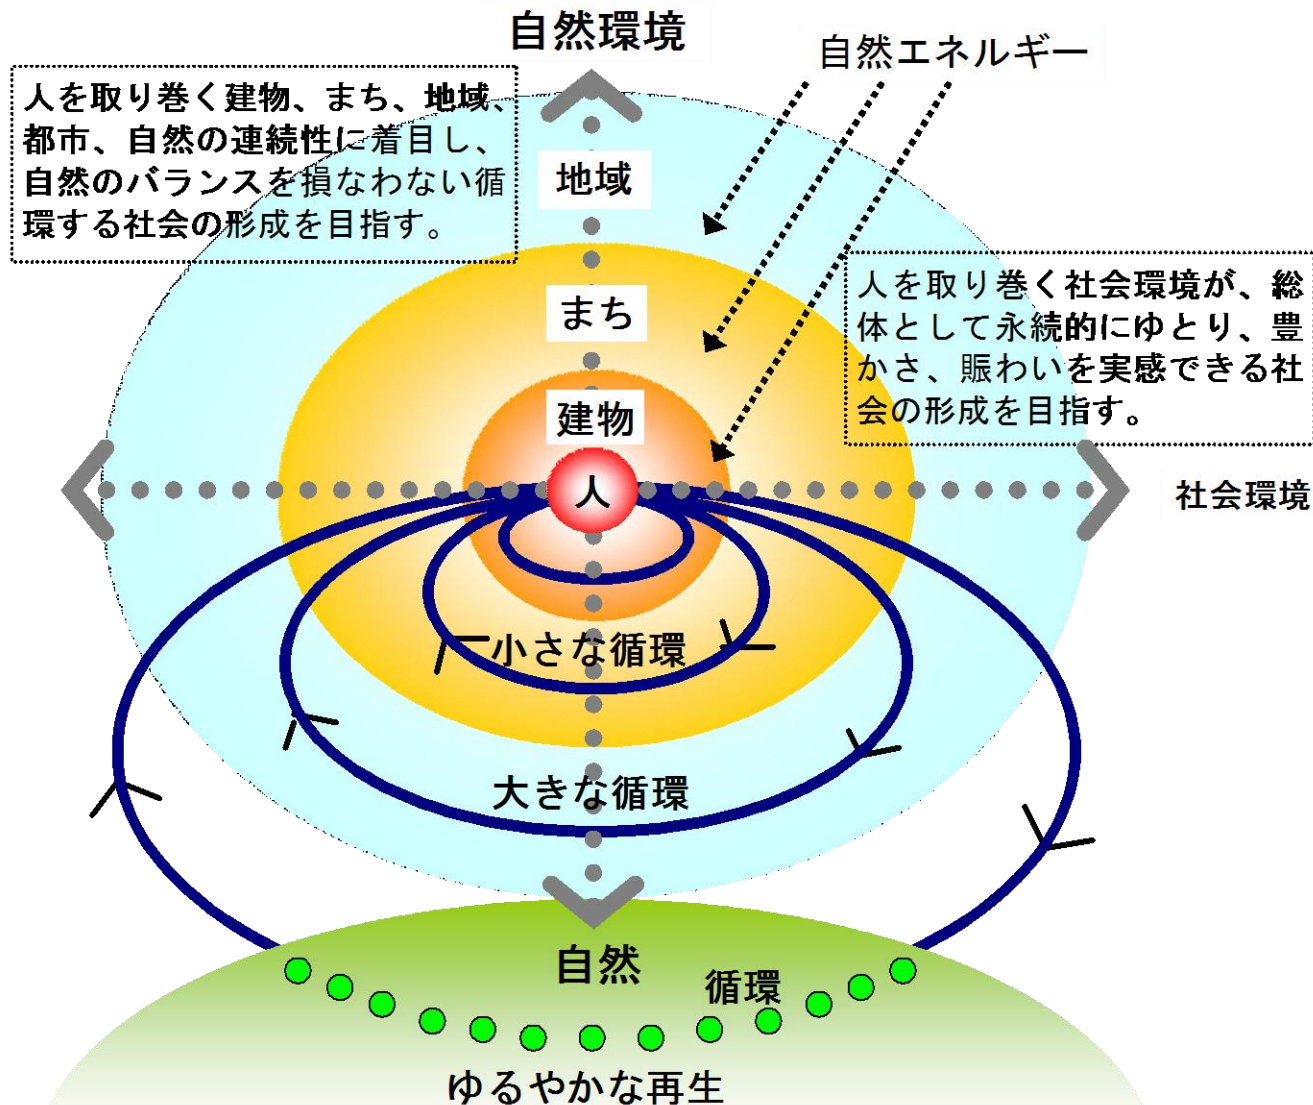 自然環境
自然エネルギー
人を取り巻く建物、まち、地域、
都市、自然の連続性に着目し、
自然のバランスを損なわない循
環する社会の形成を目指す。
地域
人を取り巻く社会環境が、総
体として永続的にゆとり、豊
かさ、賑わいを実感できる社
会の形成を目指す。
まち
建物
人
社会環境
小さな循環
大きな循環
自然
循環
ゆるやかな再生